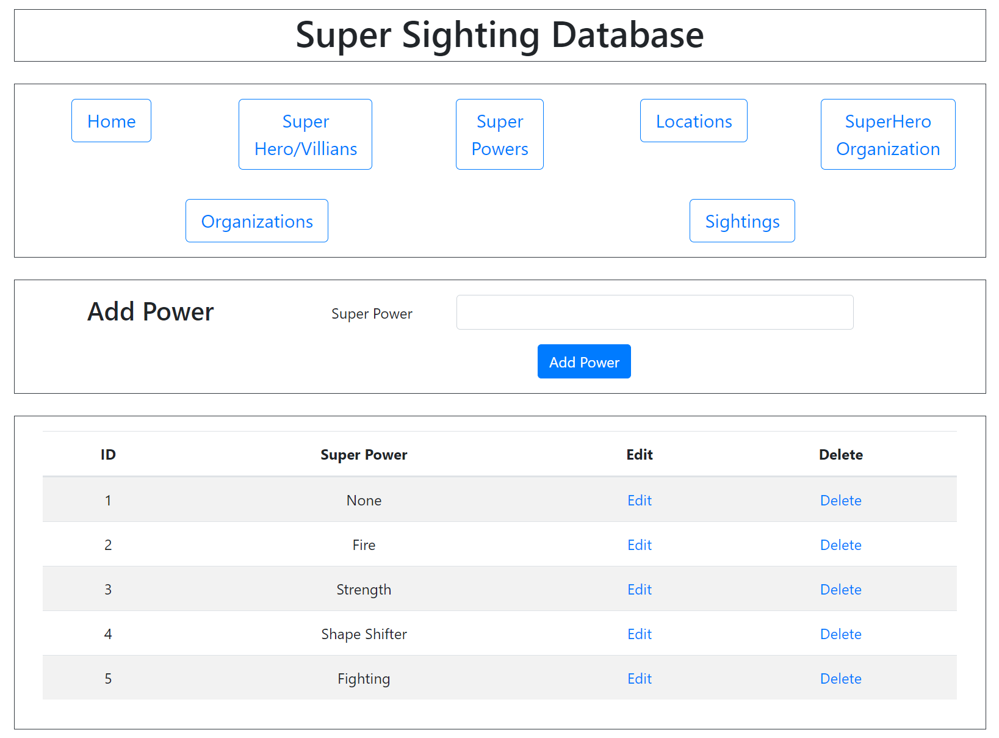 Super Sighting Database
Home
Super
Hero/Villians
Super
Powers
Locations
SuperHero
Organization
Organizations
Sightings
Add Power
Super Power
Add Power
ID Super Power Edit Delete
1 None Edit Delete
2 Fire Edit Delete
3 Strength Edit Delete
4 Shape Shifter Edit Delete
5 Fighting Edit Delete